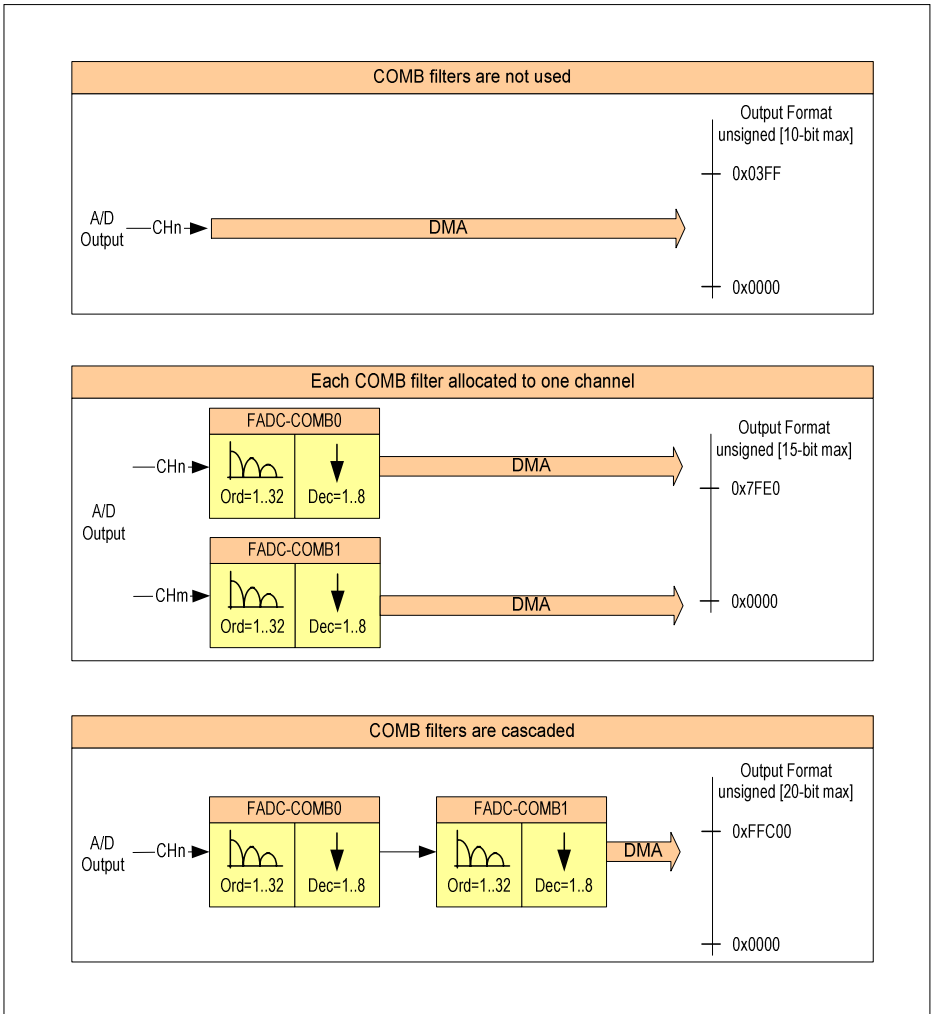 COMB filters are not used
Output Format
unsigned [10-bit max]
0x03FF
A/D
Output
CHn
DMA
0x0000
Each COMB filter allocated to one channel
FADC-COMB0
Output Format
unsigned [15-bit max]
CHn
DMA
0x7FE0
Ord=1..32
Dec=1..8
A/D
Output
FADC-COMB1
CHm
DMA
0x0000
Ord=1..32
Dec=1..8
COMB filters are cascaded
Output Format
unsigned [20-bit max]
FADC-COMB0
FADC-COMB1
0xFFC00
A/D
Output
CHn
DMA
Ord=1..32
Dec=1..8
Ord=1..32
Dec=1..8
0x0000